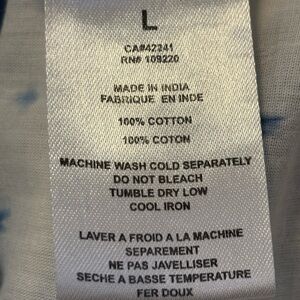 L
CA#42241
RN# 109220
MADE IN INDIA
FABRIQUE EN INDE
100% COTTON
100% COTON
MACHINE WASH COLD SEPARATELY
DO NOT BLEACH
TUMBLE DRY LOW
COOL IRON
LAVER A FROID A LA MACHINE
SEPAREMENT
NE PAS JAVELLISER
SECHE A BASSE TEMPERATURE
FER DOUX